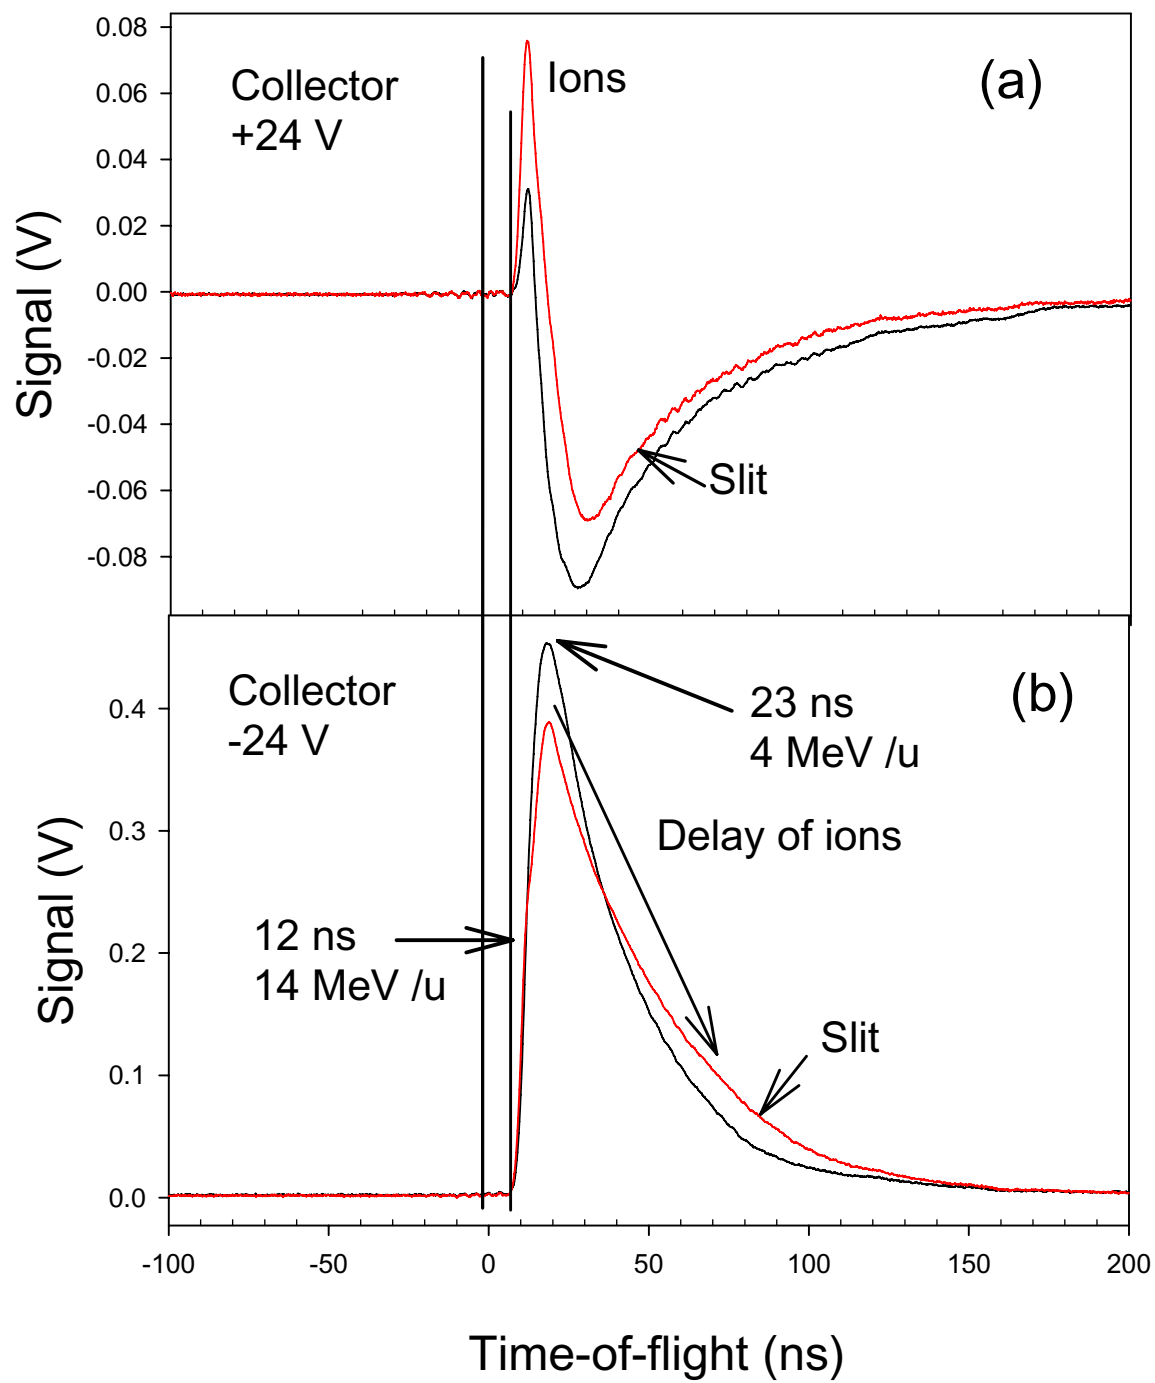 0.08
0.06
0.04
0.02
0.00
-0.02
-0.04
-0.06
-0.08
Signal (V)
Collector
+24 V
Ions
(a)
Slit
0.4
0.3
0.2
0.1
0.0
Signal (V)
Collector
-24 V
(b)
23 ns
4 MeV /u
Delay of ions
12 ns
14 MeV /u
Slit
-100 -50 0 50 100 150 200
Time-of-flight (ns)